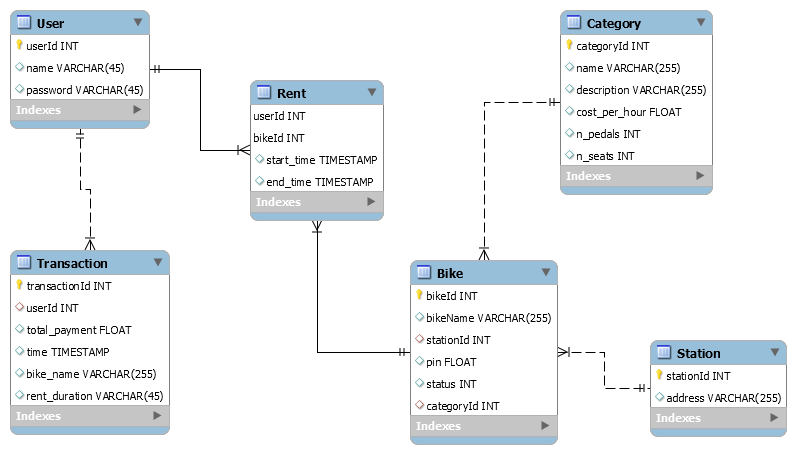 User
userId INT
name VARCHAR(45)
password VARCHAR(45)
Indexes
Rent
userId INT
bikeId INT
start_time TIMESTAMP
end_time TIMESTAMP
Indexes
Category
categoryId INT
name VARCHAR(255)
description VARCHAR(255)
cost_per_hour FLOAT
n_pedals INT
n_seats INT
Indexes
Transaction
transactionId INT
userId INT
total_payment FLOAT
time TIMESTAMP
bike_name VARCHAR(255)
rent_duration VARCHAR(45)
Indexes
Bike
bikeId INT
bikeName VARCHAR(255)
stationId INT
pin FLOAT
status INT
categoryId INT
Indexes
Station
stationId INT
address VARCHAR(255)
Indexes